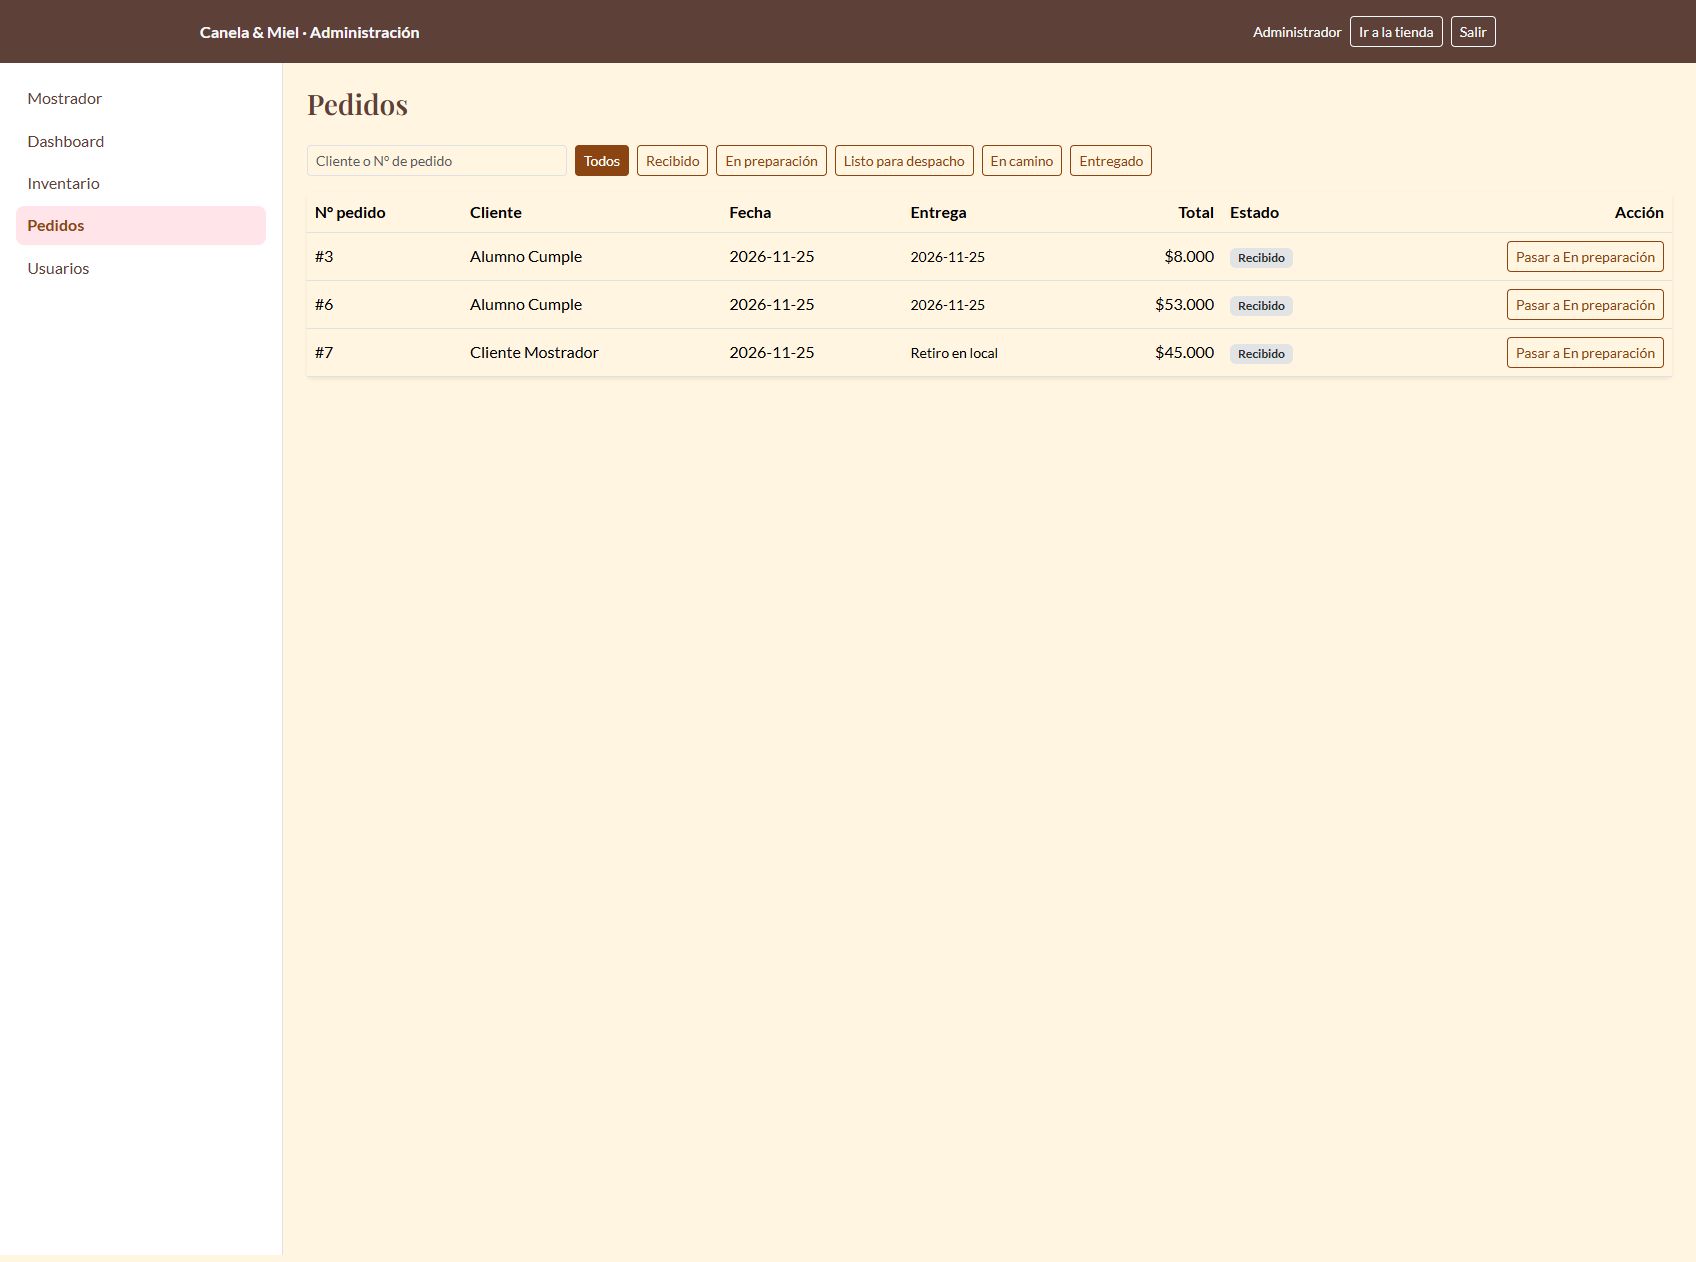 Canela & Miel · Administración
Administrador Ir a la tienda Salir
Mostrador
Dashboard
Inventario
Pedidos
Usuarios
Pedidos
Cliente o N° de pedido Todos Recibido En preparación Listo para despacho En camino Entregado
N° pedido Cliente Fecha Entrega Total Estado Acción
#3 Alumno Cumple 2026-11-25 2026-11-25 $8.000 Recibido Pasar a En preparación
#6 Alumno Cumple 2026-11-25 2026-11-25 $53.000 Recibido Pasar a En preparación
#7 Cliente Mostrador 2026-11-25 Retiro en local $45.000 Recibido Pasar a En preparación